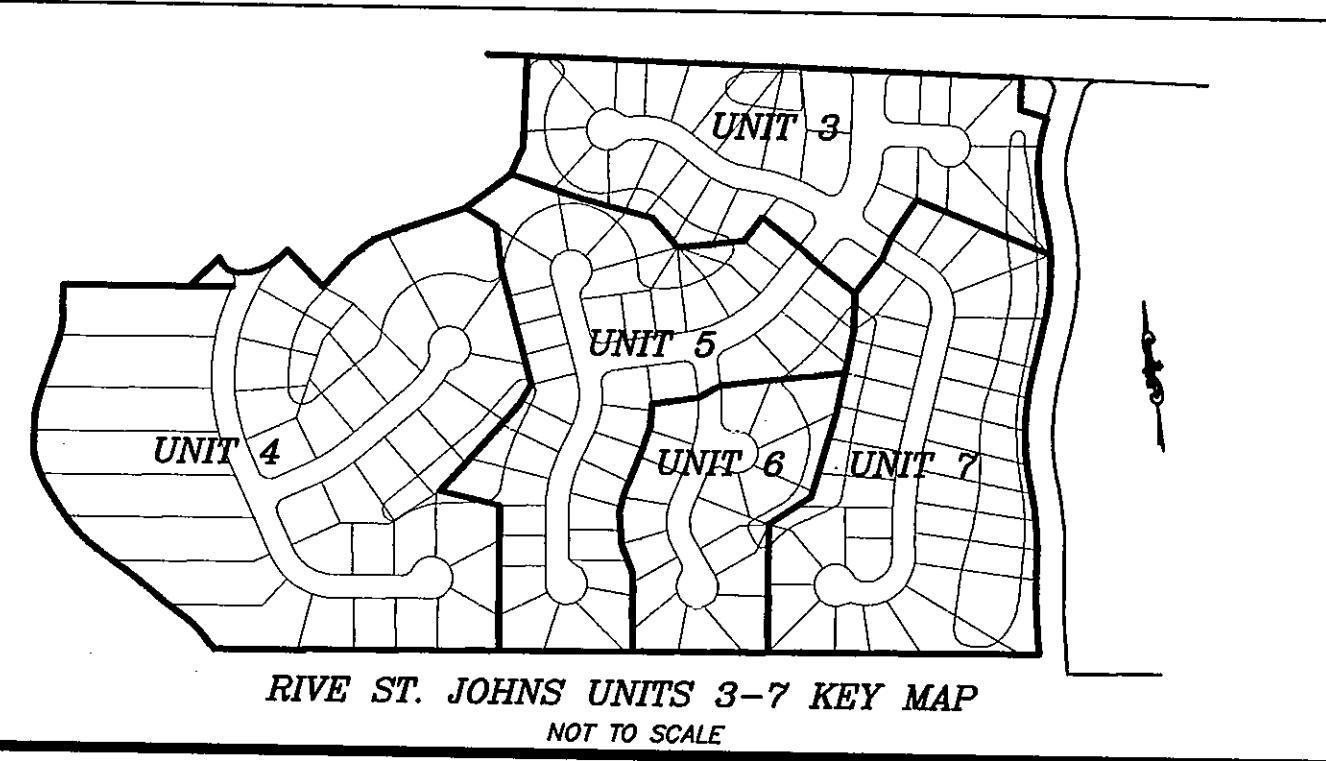 UNIT 3
UNIT 5
UNIT 4
UNIT 6
UNIT 7
RIVE ST. JOHNS UNITS 3-7 KEY MAP
NOT TO SCALE